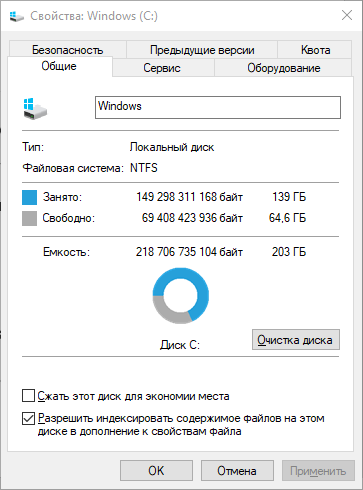 Свойства: Windows (C:)
Безопасность Предыдущие версии Квота
Общие Сервис Оборудование
Windows
Тип: Локальный диск
Файловая система: NTFS
Занято: 149 298 311 168 байт 139 ГБ
Свободно: 69 408 423 936 байт 64,6 ГБ
Емкость: 218 706 735 104 байт 203 ГБ
Диск C: Очистка диска
Сжать этот диск для экономии места
Разрешить индексировать содержимое файлов на этом
диске в дополнение к свойствам файла
OK Отмена Применить